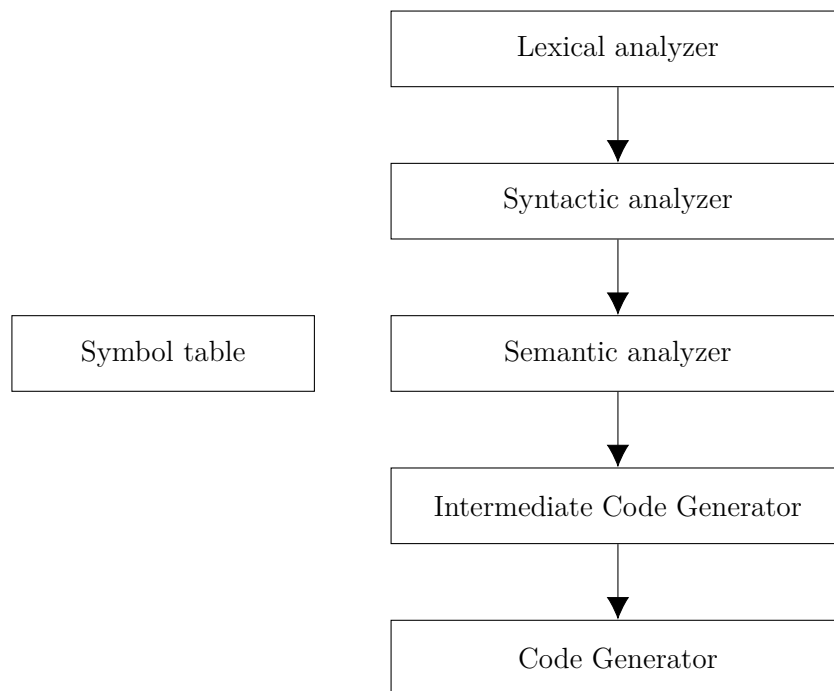 Lexical analyzer
Syntactic analyzer
Symbol table
Semantic analyzer
Intermediate Code Generator
Code Generator